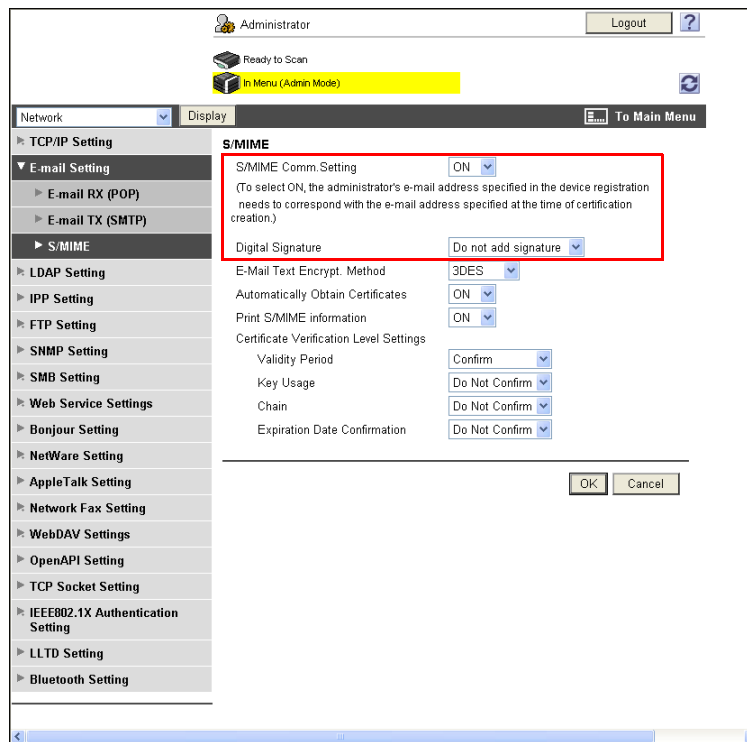 Administrator
Logout
?
Ready to Scan
In Menu (Admin Mode)
Network
Display
To Main Menu
TCP/IP Setting
E-mail Setting
E-mail RX (POP)
E-mail TX (SMTP)
S/MIME
LDAP Setting
IPP Setting
FTP Setting
SNMP Setting
SMB Setting
Web Service Settings
Bonjour Setting
NetWare Setting
AppleTalk Setting
Network Fax Setting
WebDAV Settings
OpenAPI Setting
TCP Socket Setting
IEEE802.1X Authentication
Setting
LLTD Setting
Bluetooth Setting
S/MIME
S/MIME Comm.Setting ON
(To select ON, the administrator's e-mail address specified in the device registration
needs to correspond with the e-mail address specified at the time of certification
creation.)
Digital Signature Do not add signature
E-Mail Text Encrypt. Method 3DES
Automatically Obtain Certificates ON
Print S/MIME information ON
Certificate Verification Level Settings
Validity Period Confirm
Key Usage Do Not Confirm
Chain Do Not Confirm
Expiration Date Confirmation Do Not Confirm
OK Cancel